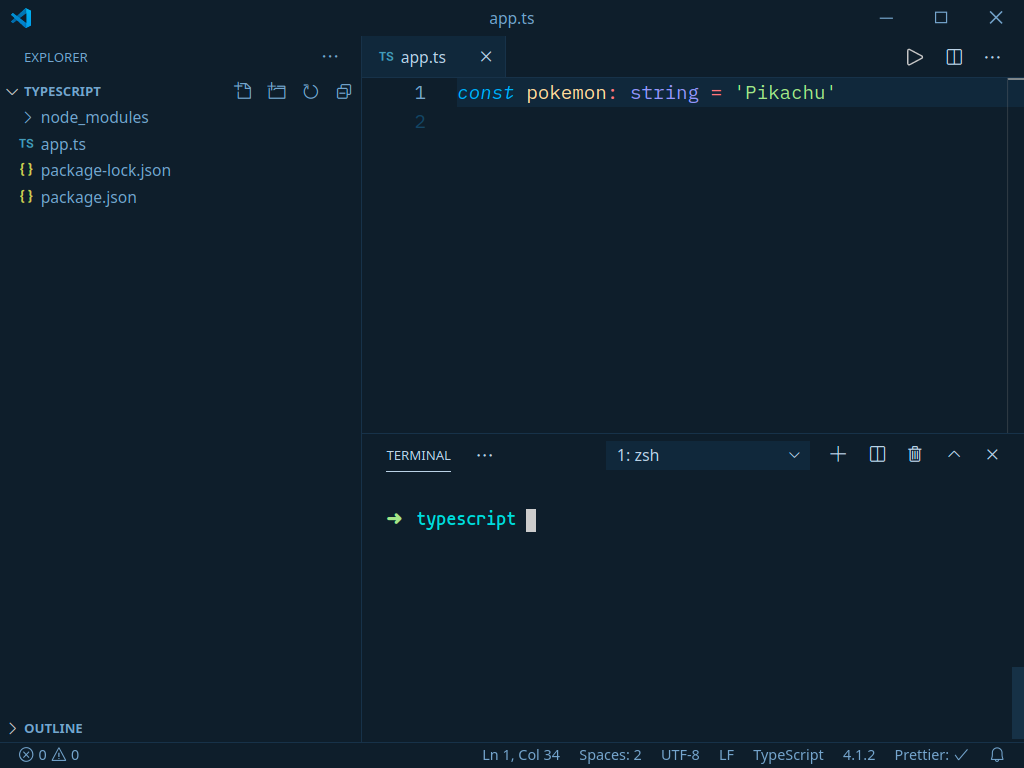 app.ts
EXPLORER
TYPESCRIPT
node_modules
TS app.ts
{} package-lock.json
{} package.json
OUTLINE
TS app.ts
1 const pokemon: string = 'Pikachu'
2
TERMINAL
1: zsh
➜ typescript
0 0 Ln 1, Col 34 Spaces: 2 UTF-8 LF TypeScript 4.1.2 Prettier: ✓